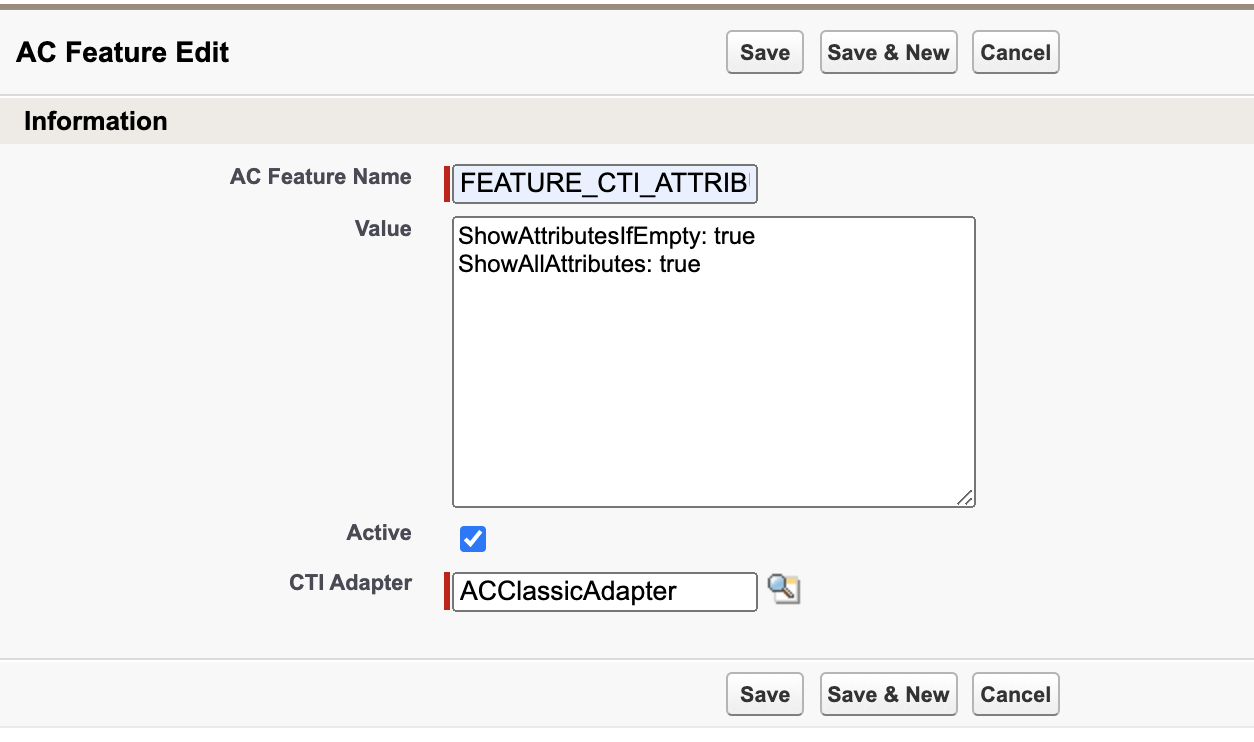 AC Feature Edit
Save Save & New Cancel
Information
AC Feature Name FEATURE_CTI_ATTRIB
Value ShowAttributesIfEmpty: true
ShowAllAttributes: true
Active
CTI Adapter ACClassicAdapter
Save Save & New Cancel